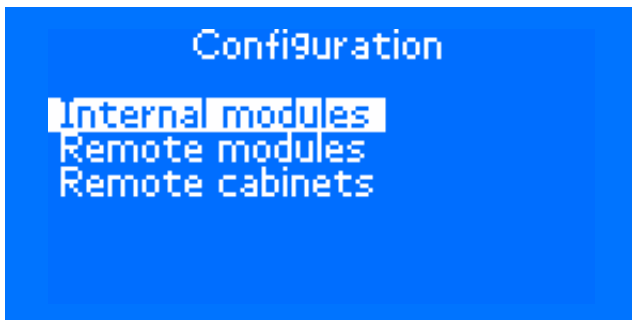 Configuration
Internal modules
Remote modules
Remote cabinets